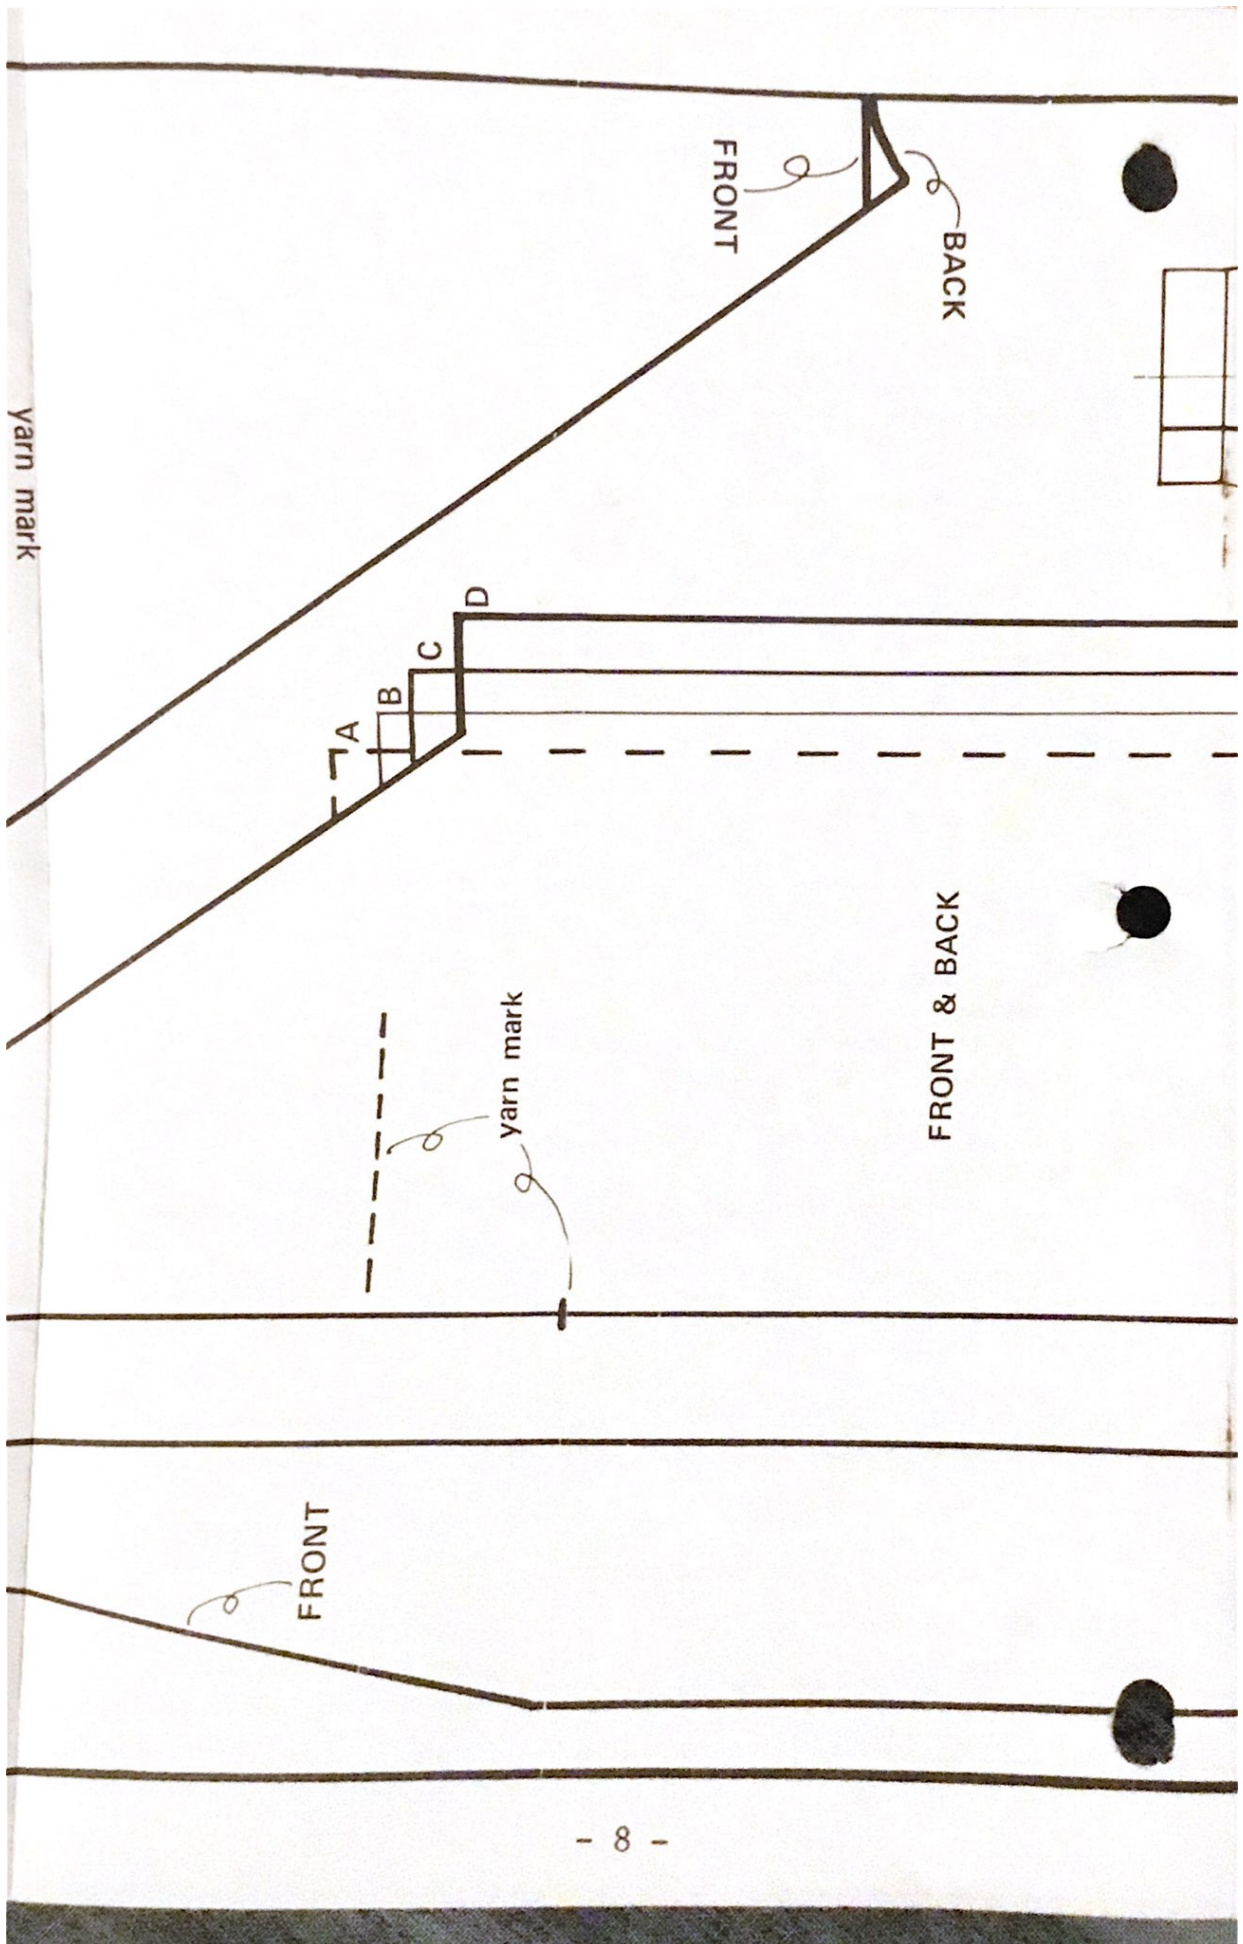 FRONT
BACK
yarn mark
D
C
B
A
FRONT & BACK
yarn mark
FRONT
- 8 -